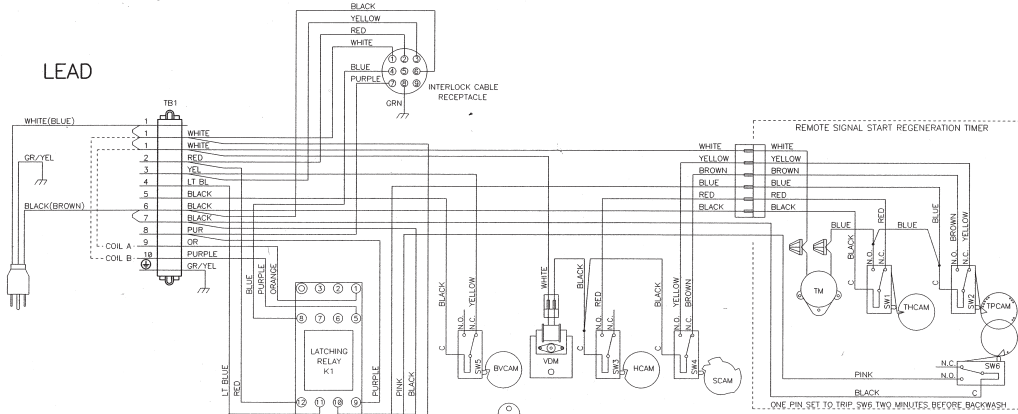 BLACK
YELLOW
RED
WHITE
BLUE
PURPLE
1 2 3
4 5 6
7 8 9
GRN
INTERLOCK CABLE
RECEPTACLE
LEAD
TB1
WHITE(BLUE)
GR/YEL
BLACK(BROWN)
COIL A
COIL B
1
1 WHITE
1 WHITE
2 RED
3 YEL
4 LT BL
5 BLACK
6 BLACK
7 BLACK
8 PUR
9 OR
10 PURPLE
GR/YEL
REMOTE SIGNAL START REGENERATION TIMER
WHITE WHITE
YELLOW YELLOW
BROWN BROWN
BLUE BLUE
RED RED
BLACK BLACK
BLUE
PURPLE
ORANGE
3 2 1
8 7 6 5
LATCHING
RELAY
K1
12 11 10 9
LT BLUE
RED
PURPLE
PINK
BLACK
BLACK
YELLOW
N.O.
N.C.
C
SW5
BVCAM
WHITE
VDM
BLACK
RED
N.O.
N.C.
C
SW3
HCAM
BLACK
YELLOW
BROWN
N.O.
N.C.
C
SW4
SCAM
TM
BLUE
BLACK
RED
BLUE
N.O.
N.C.
C
SW1
THCAM
BLUE
BROWN
YELLOW
N.O.
N.C.
C
SW2
TPCAM
N.C.
N.O.
SW6
C
PINK
BLACK
ONE PIN SET TO TRIP SW6 TWO MINUTES BEFORE BACKWASH